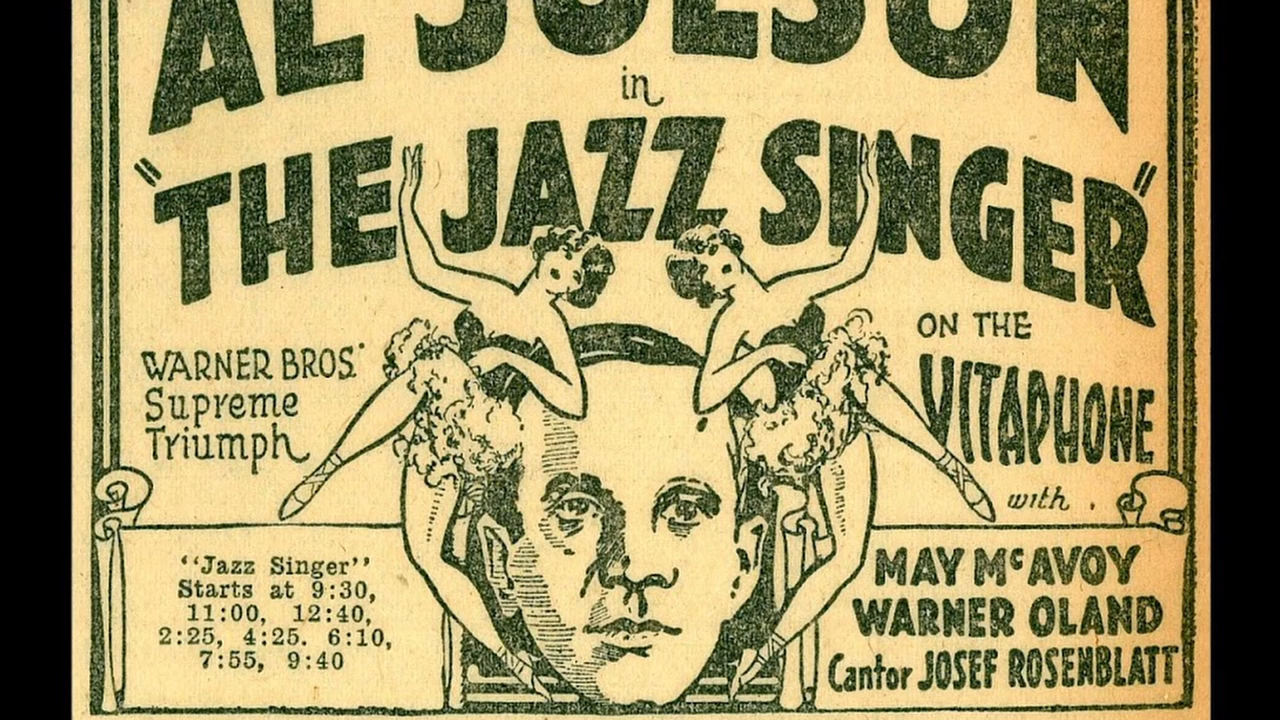 AL JOLSON
in
"THE JAZZ SINGER"
WARNER BROS.'
Supreme
Triumph
ON THE
VITAPHONE
with
"Jazz Singer"
Starts at 9:30,
11:00, 12:40,
2:25, 4:25. 6:10,
7:55, 9:40
MAY McAVOY
WARNER OLAND
Cantor JOSEF ROSENBLATT